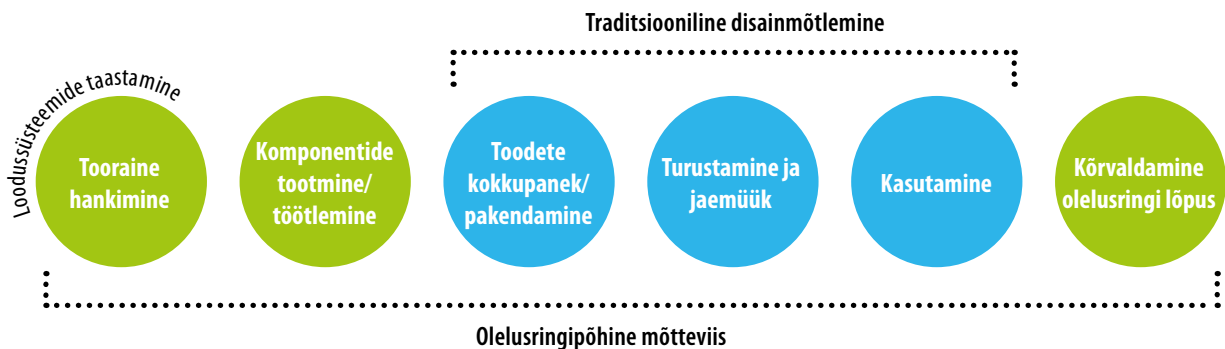 Traditsiooniline disainmõtlemine
Loodussüsteemide taastamine
Tooraine
hankimine
Komponentide
tootmine/
töötlemine
Toodete
kokkupanek/
pakendamine
Turustamine ja
jaemüük
Kasutamine
Kõrvaldamine
olelusringi lõpus
Olelusringipõhine mõtteviis